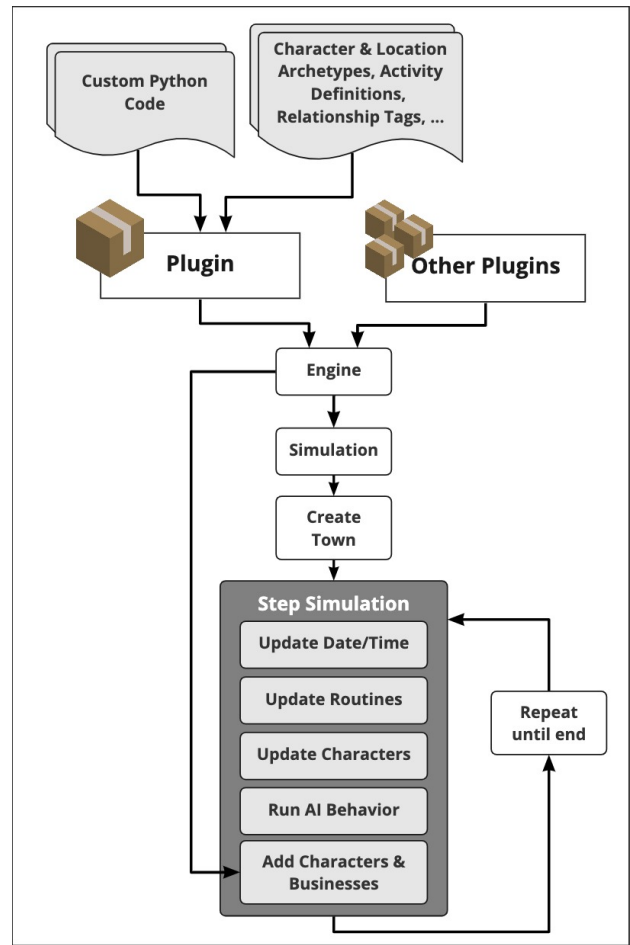 Custom Python
Code
Character & Location
Archetypes, Activity
Definitions,
Relationship Tags, ...
Plugin
Other Plugins
Engine
Simulation
Create
Town
Step Simulation
Update Date/Time
Update Routines
Update Characters
Run AI Behavior
Add Characters &
Businesses
Repeat
until end